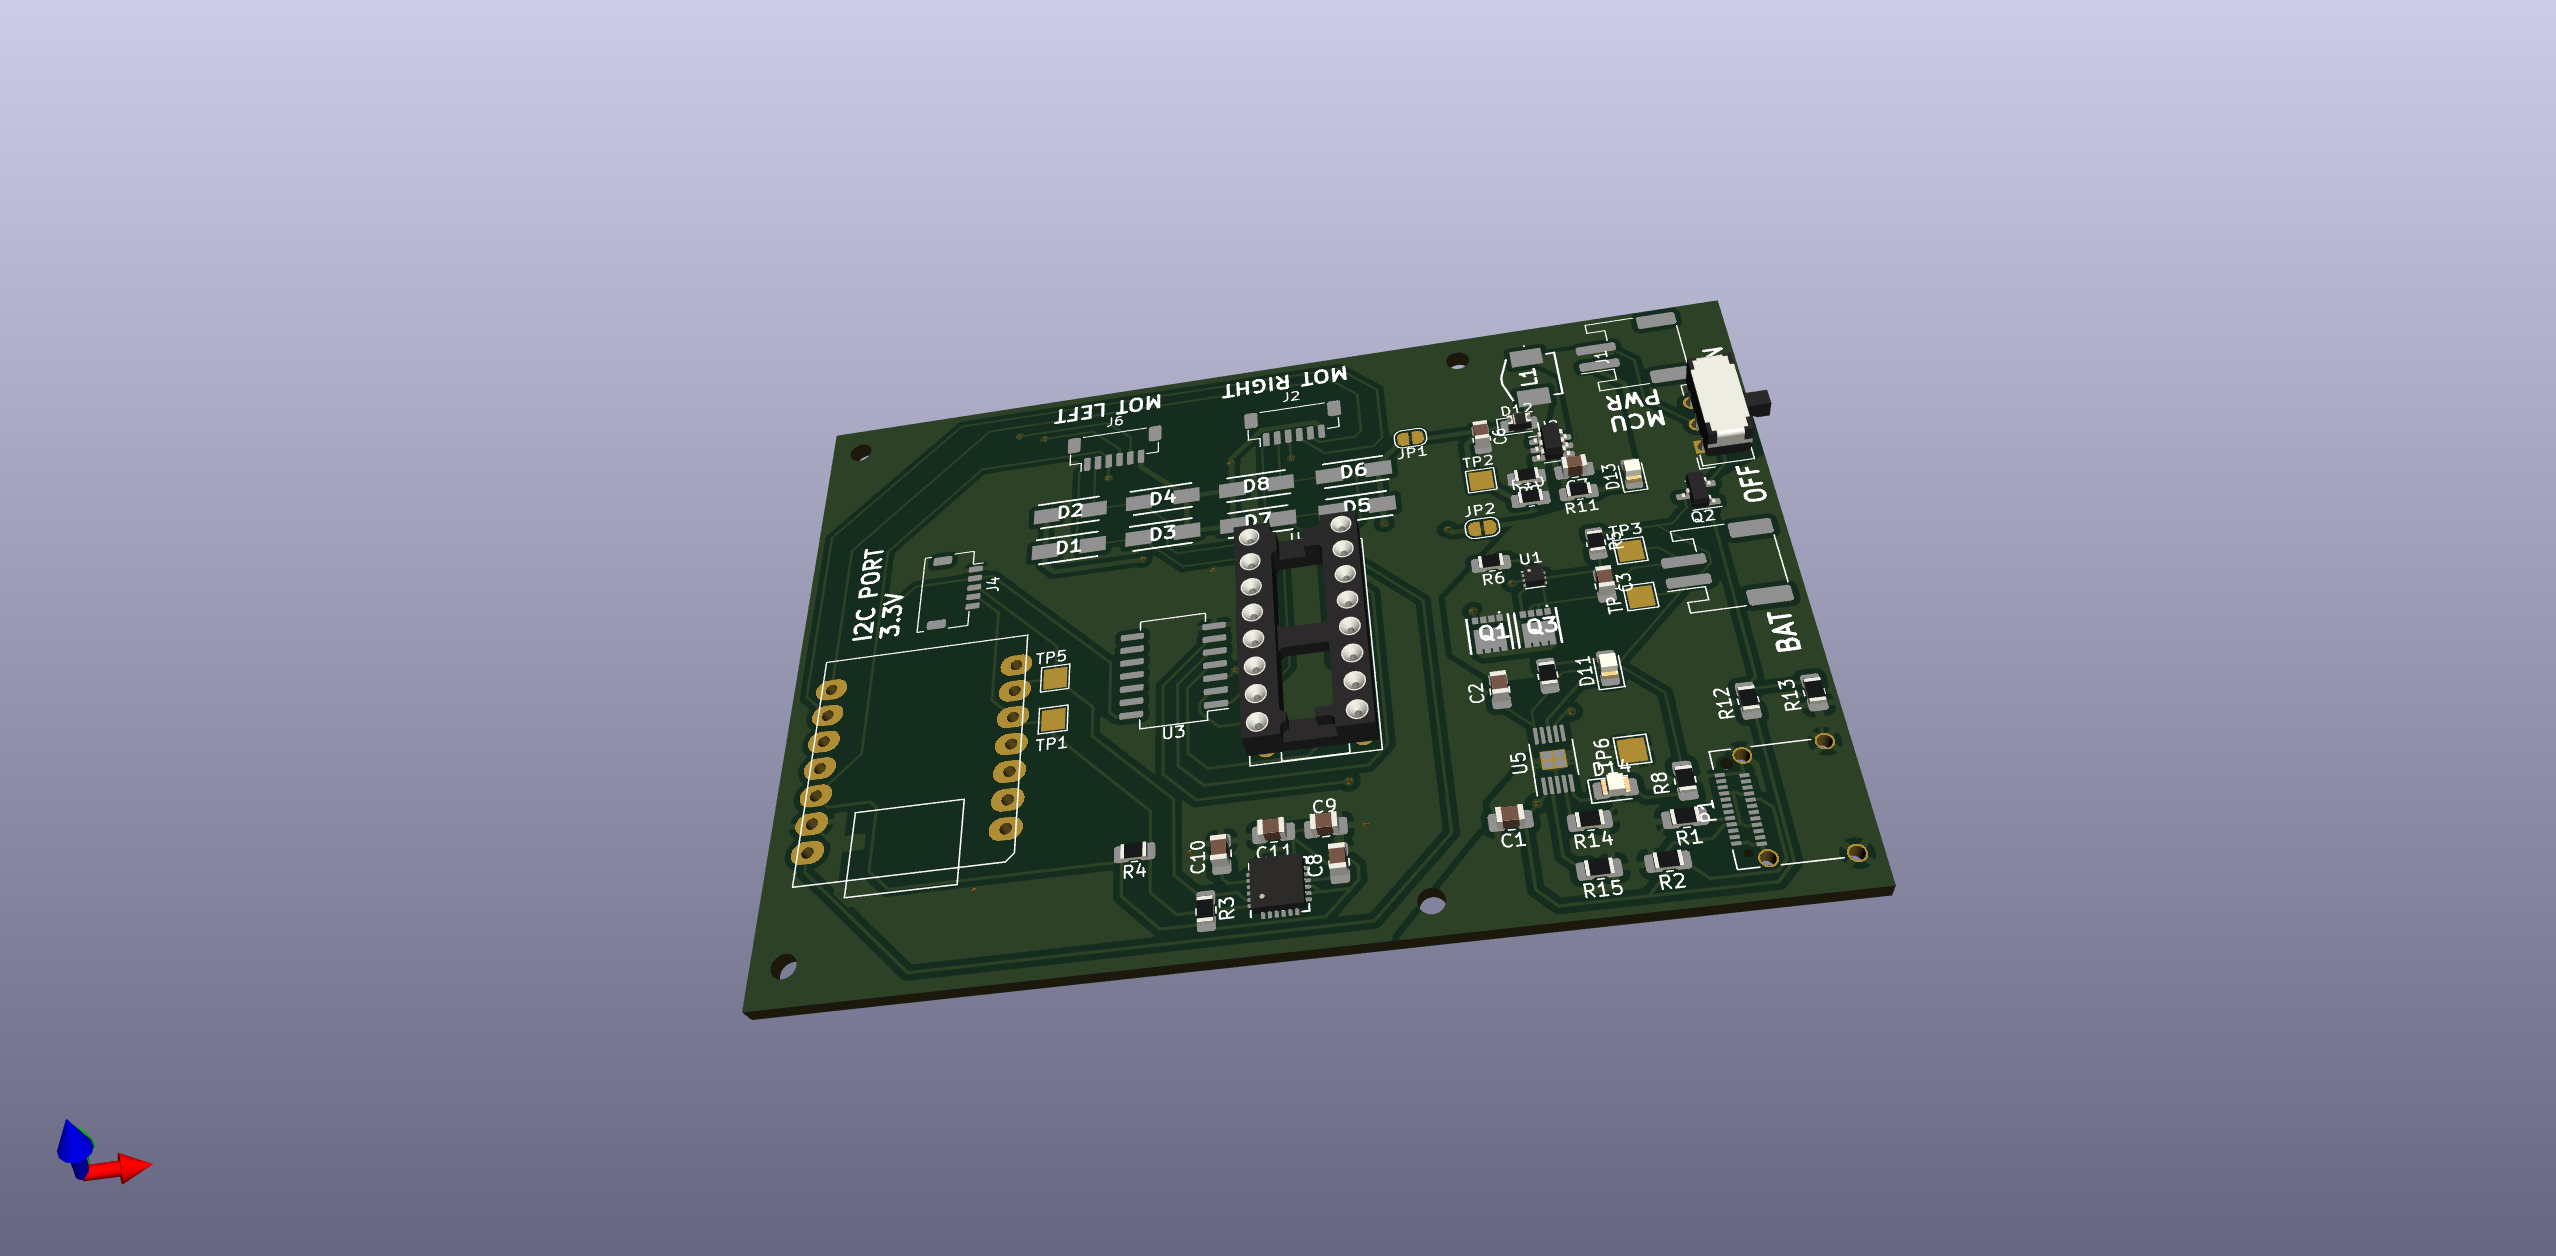 MOT LEFT
J6
MOT RIGHT
J2
JP1
L1
D12
C6
J1
MCU
PWR
OFF
TP2
JP2
R11
D13
Q2
D6
D8
D4
D2
D5
D7
D3
D1
I2C PORT
3.3V
J4
TP3
R6
U1
Q1
Q3
BAT
TP5
TP1
U3
C2
D11
R12
R13
U5
TP6
R8
P1
C1
R14
R1
R15
R2
C9
C10
C11
C8
R4
R3